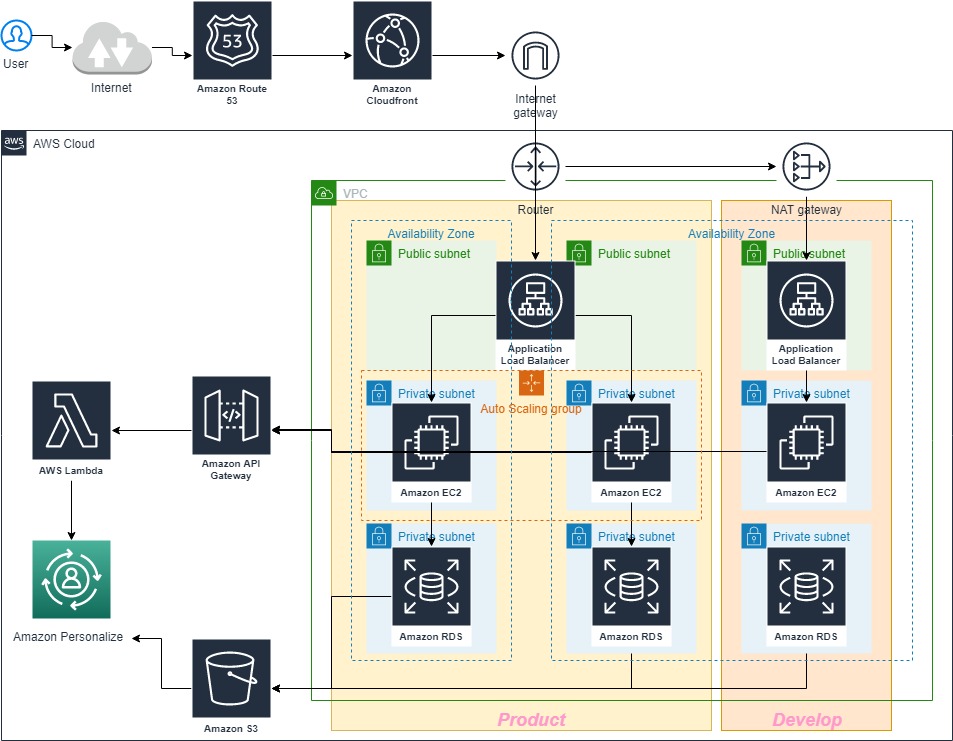 User
Internet
53
Amazon Route
53
Amazon
Cloudfront
Internet
gateway
aws
AWS Cloud
VPC
Router
NAT gateway
Availability Zone
Availability Zone
Public subnet
Public subnet
Public subnet
Application
Load Balancer
Application
Load Balancer
Private subnet
Private subnet
Private subnet
Auto Scaling group
</>
AWS Lambda
Amazon API
Gateway
Amazon EC2
Amazon EC2
Amazon EC2
Private subnet
Private subnet
Private subnet
Amazon Personalize
Amazon RDS
Amazon RDS
Amazon RDS
Amazon S3
Product
Develop